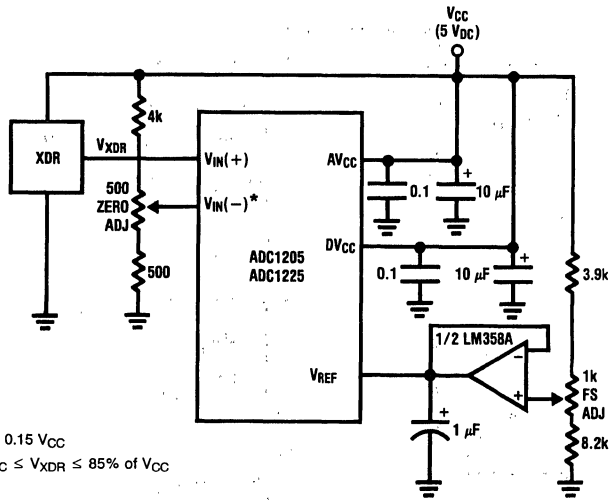 VCC
(5 VDC)
4k
XDR
VXDR
VIN(+)
AVCC
0.1
10 µF
500
ZERO
ADJ
VIN(−)*
DVCC
500
ADC1205
ADC1225
0.1
10 µF
3.9k
1/2 LM358A
VREF
−
+
1k
FS
ADJ
1 µF
8.2k
0.15 VCC
C ≤ VXDR ≤ 85% of VCC